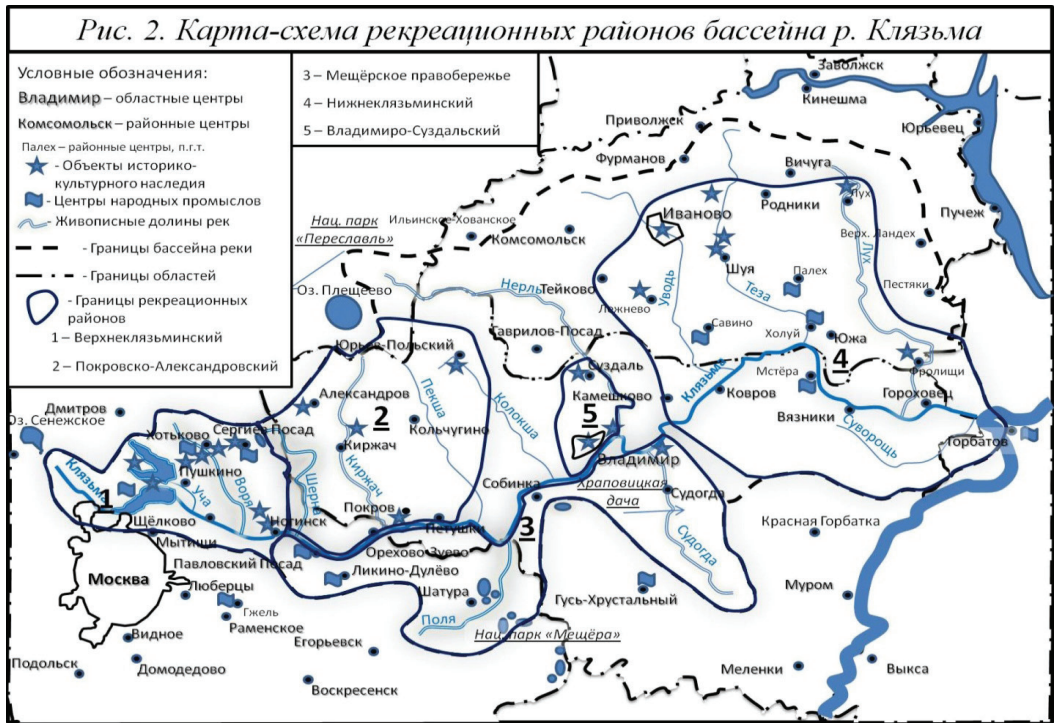 Рис. 2. Карта-схема рекреационных районов бассейна р. Клязьма
Условные обозначения:
Владимир – областные центры
Комсомольск – районные центры
Палех – районные центры, п.г.т.
- Объекты историко-
культурного наследия
- Центры народных промыслов
- Живописные долины рек
- Границы бассейна реки
- Границы областей
- Границы рекреационных
районов
1 – Верхнеклязьминский
2 – Покровско-Александровский
3 – Мещёрское правобережье
4 – Нижнеклязьминский
5 – Владимиро-Суздальский
Заволжск
Кинешма
Юрьевец
Приволжск
Фурманов
Вичуга
Пучеж
Нац. парк
«Переславль»
Ильинское-Хованское
Комсомольск
Иваново
Родники
Лух
Верх. Ландех
Лух
Шуя
Палех
Пестяки
Оз. Плещеево
Нерль
Тейково
Лежнево
Уводь
Теза
Савино
Холуй
Южа
Гаврилов-Посад
Юрьев-Польский
Суздаль
Клязьма
Мстёра
4
Фролищи
Дмитров
Оз. Сенежское
Александров
2
Пекша
Колокша
Камешково
5
Ковров
Вязники
Гороховец
Суворощь
Горбатов
Хотьково
Сергиев Посад
Киржач
Кольчугино
Владимир
Клязьма
Пушкино
Уча
Воря
Шерна
Киржач
Собинка
Храповицкая
дача
Судогда
1
Щёлково
Ногинск
Покров
Петушки
3
Судогда
Красная Горбатка
Мытищи
Павловский Посад
Орехово-Зуево
Москва
Люберцы
Ликино-Дулёво
Шатура
Гусь-Хрустальный
Муром
Гжель
Раменское
Поля
Нац. парк «Мещёра»
Видное
Егорьевск
Подольск
Домодедово
Воскресенск
Меленки
Выкса